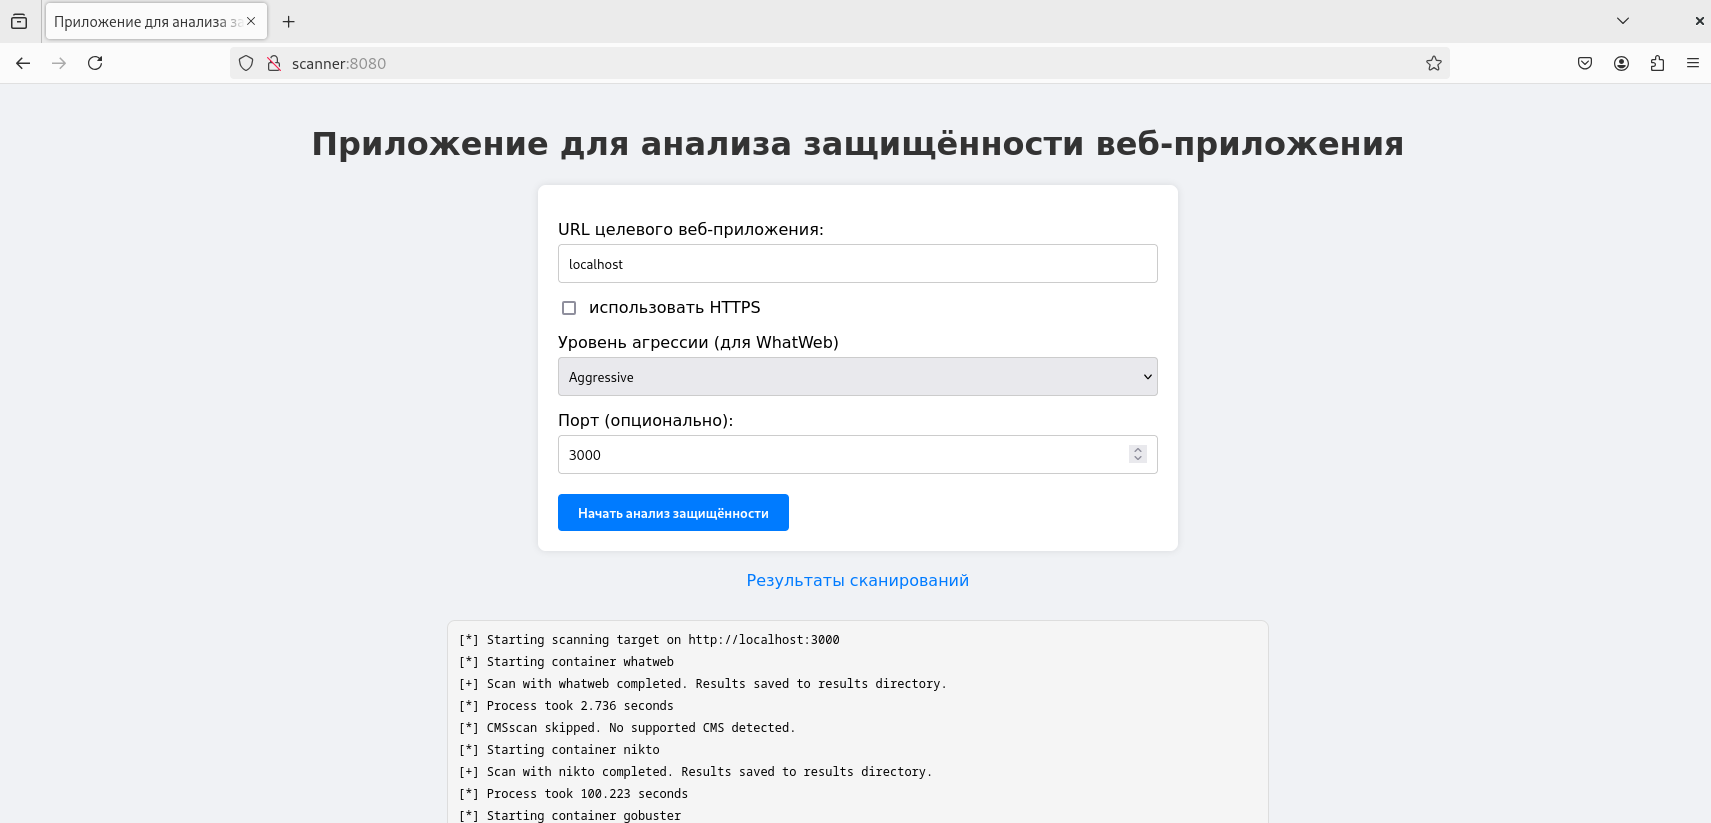 Приложение для анализа за
scanner:8080
Приложение для анализа защищённости веб-приложения
URL целевого веб-приложения:
localhost
использовать HTTPS
Уровень агрессии (для WhatWeb)
Aggressive
Порт (опционально):
3000
Начать анализ защищённости
Результаты сканирований
[*] Starting scanning target on http://localhost:3000
[*] Starting container whatweb
[+] Scan with whatweb completed. Results saved to results directory.
[*] Process took 2.736 seconds
[*] CMSscan skipped. No supported CMS detected.
[*] Starting container nikto
[+] Scan with nikto completed. Results saved to results directory.
[*] Process took 100.223 seconds
[*] Starting container gobuster